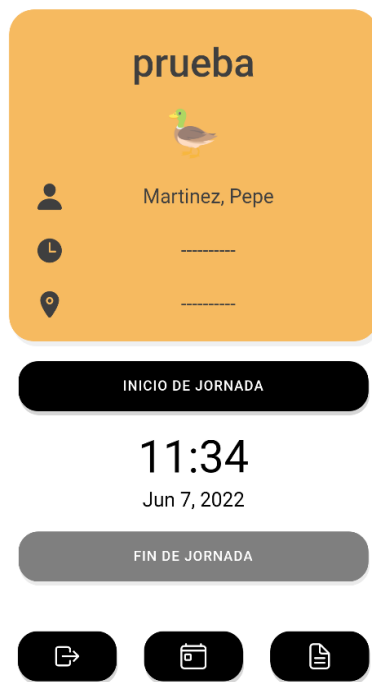 prueba
Martinez, Pepe
----------
----------
INICIO DE JORNADA
11:34
Jun 7, 2022
FIN DE JORNADA